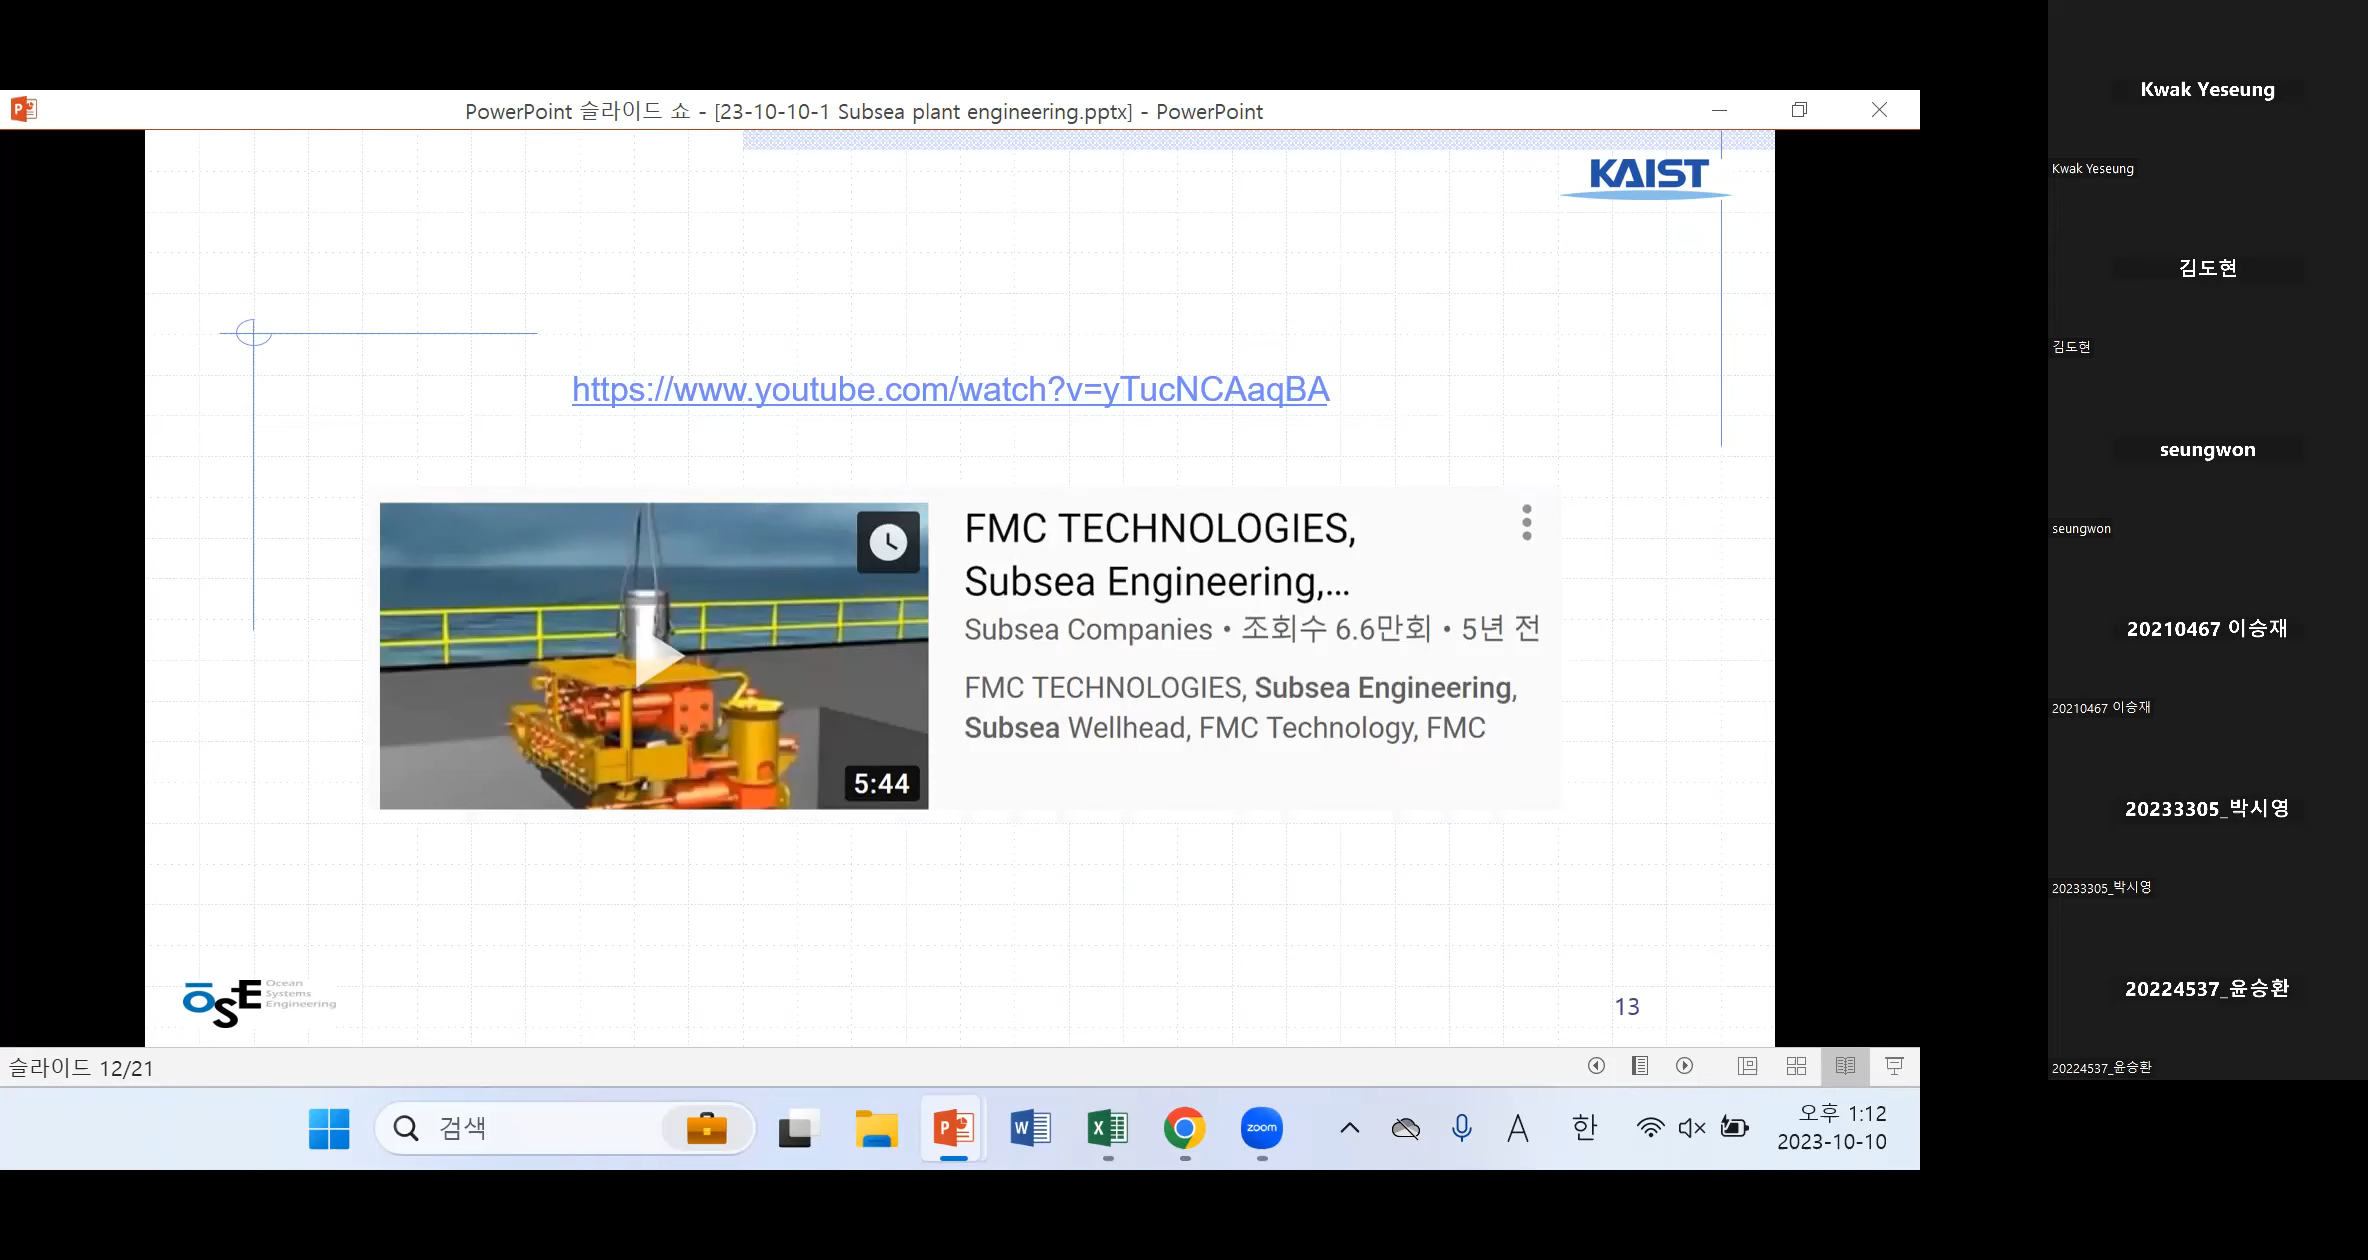 PowerPoint 슬라이드 쇼 - [23-10-10-1 Subsea plant engineering.pptx] - PowerPoint
KAIST
https://www.youtube.com/watch?v=yTucNCAaqBA
FMC TECHNOLOGIES,
Subsea Engineering,...
Subsea Companies • 조회수 6.6만회 • 5년 전
FMC TECHNOLOGIES, Subsea Engineering,
Subsea Wellhead, FMC Technology, FMC
5:44
OSE
Ocean
Systems
Engineering
13
슬라이드 12/21
검색
zoom
A
한
오후 1:12
2023-10-10
Kwak Yeseung
Kwak Yeseung
김도현
김도현
seungwon
seungwon
20210467 이승재
20210467 이승재
20233305_박시영
20233305_박시영
20224537_윤승환
20224537_윤승환